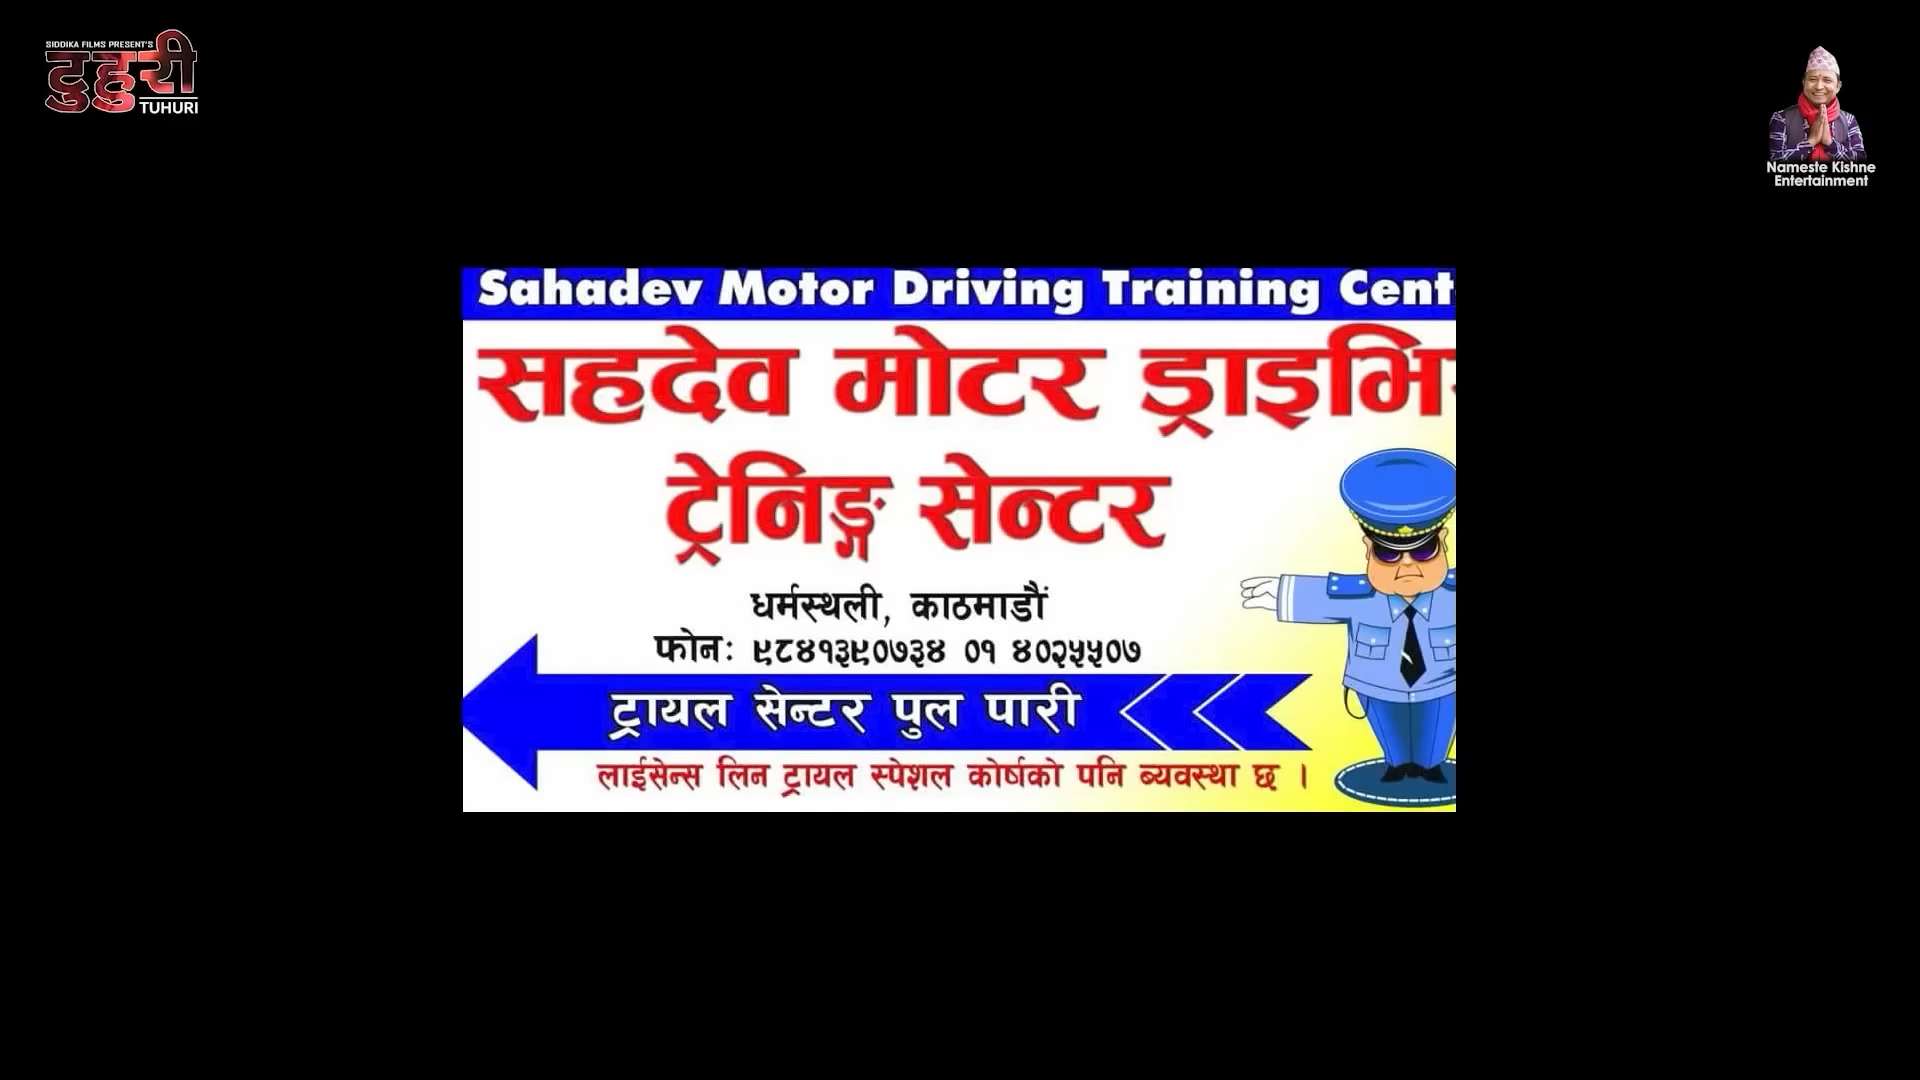 SIDDIKA FILMS PRESENT'S
टुहुरी
TUHURI
Nameste Kishne
Entertainment
Sahadev Motor Driving Training Cent
सहदेव मोटर
ट्रेनिङ्ग सेन्टर
धर्मस्थली, काठमाडौं
फोनः ९८४१३९०७३४ ०१ ४०२५५०७
ट्रायल सेन्टर पुल पारी
लाईसेन्स लिन ट्रायल स्पेशल कोर्षको पनि ब्यवस्था छ ।